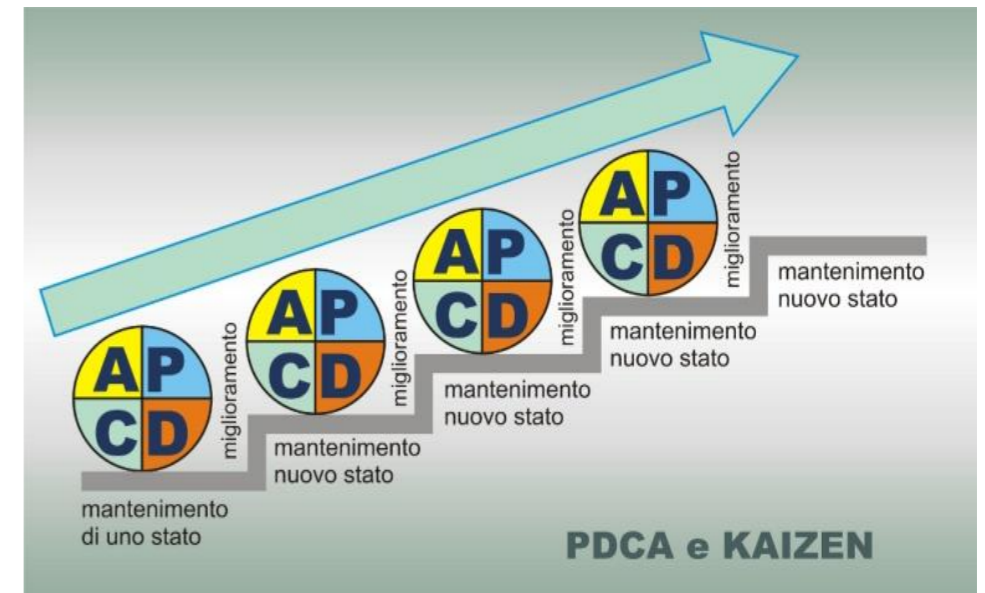 A P
C D
mantenimento
di uno stato
miglioramento
A P
C D
mantenimento
nuovo stato
miglioramento
A P
C D
mantenimento
nuovo stato
miglioramento
A P
C D
mantenimento
nuovo stato
miglioramento
mantenimento
nuovo stato
PDCA e KAIZEN